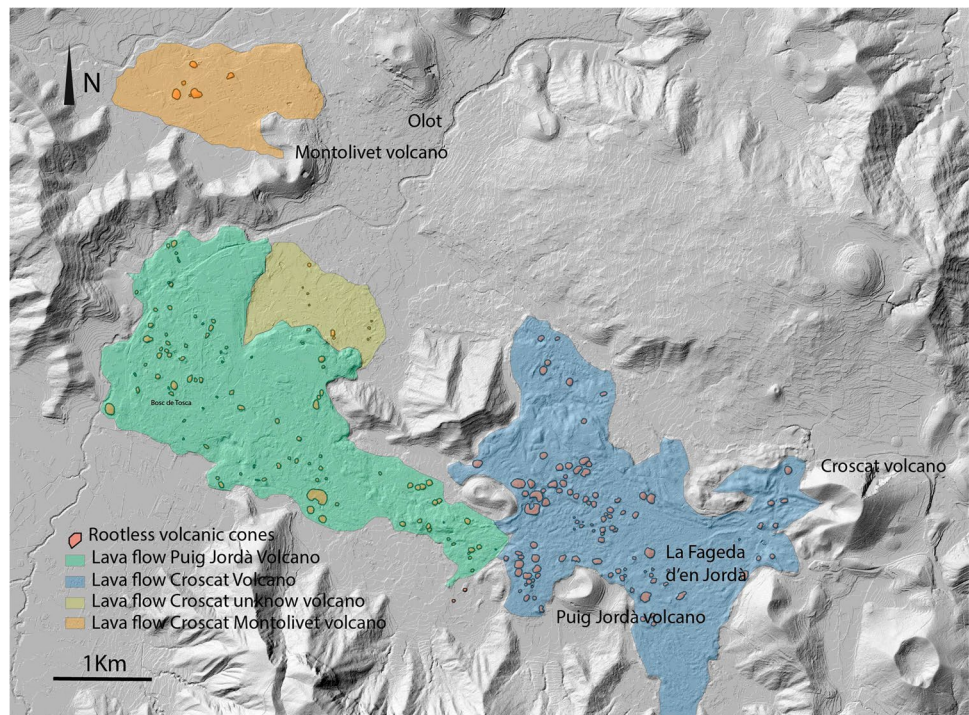 N
Olot
Montolivet volcano
Bosc de Tosca
Croscat volcano
La Fageda
d'en Jordà
Puig Jordà volcano
Rootless volcanic cones
Lava flow Puig Jordà Volcano
Lava flow Croscat Volcano
Lava flow Croscat unknow volcano
Lava flow Croscat Montolivet volcano
1Km